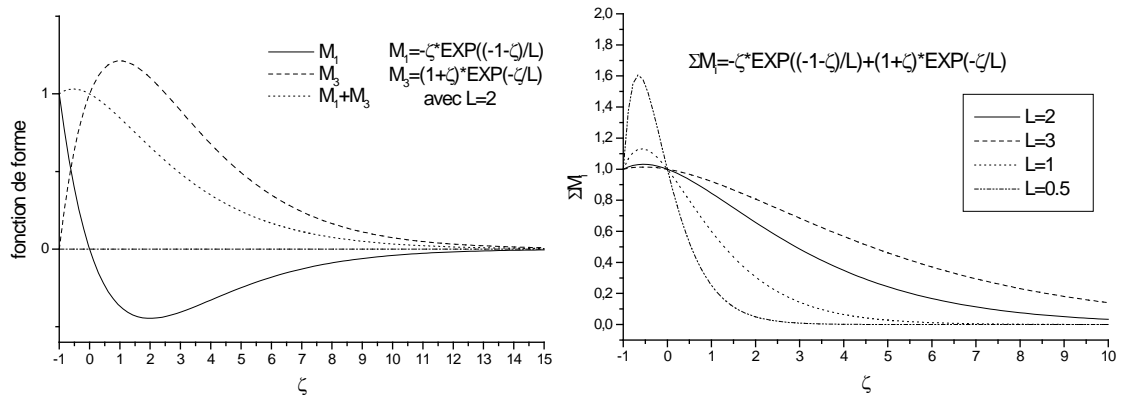 M₁
M₃
M₁+M₃
M₁=-ζ*EXP((-1-ζ)/L)
M₃=(1+ζ)*EXP(-ζ/L)
avec L=2
fonction de forme
1
0
-1 0 1 2 3 4 5 6 7 8 9 10 11 12 13 14 15
ζ
ΣMᵢ=-ζ*EXP((-1-ζ)/L)+(1+ζ)*EXP(-ζ/L)
L=2
L=3
L=1
L=0.5
ΣMᵢ
2,0
1,8
1,6
1,4
1,2
1,0
0,8
0,6
0,4
0,2
0,0
-1 0 1 2 3 4 5 6 7 8 9 10
ζ